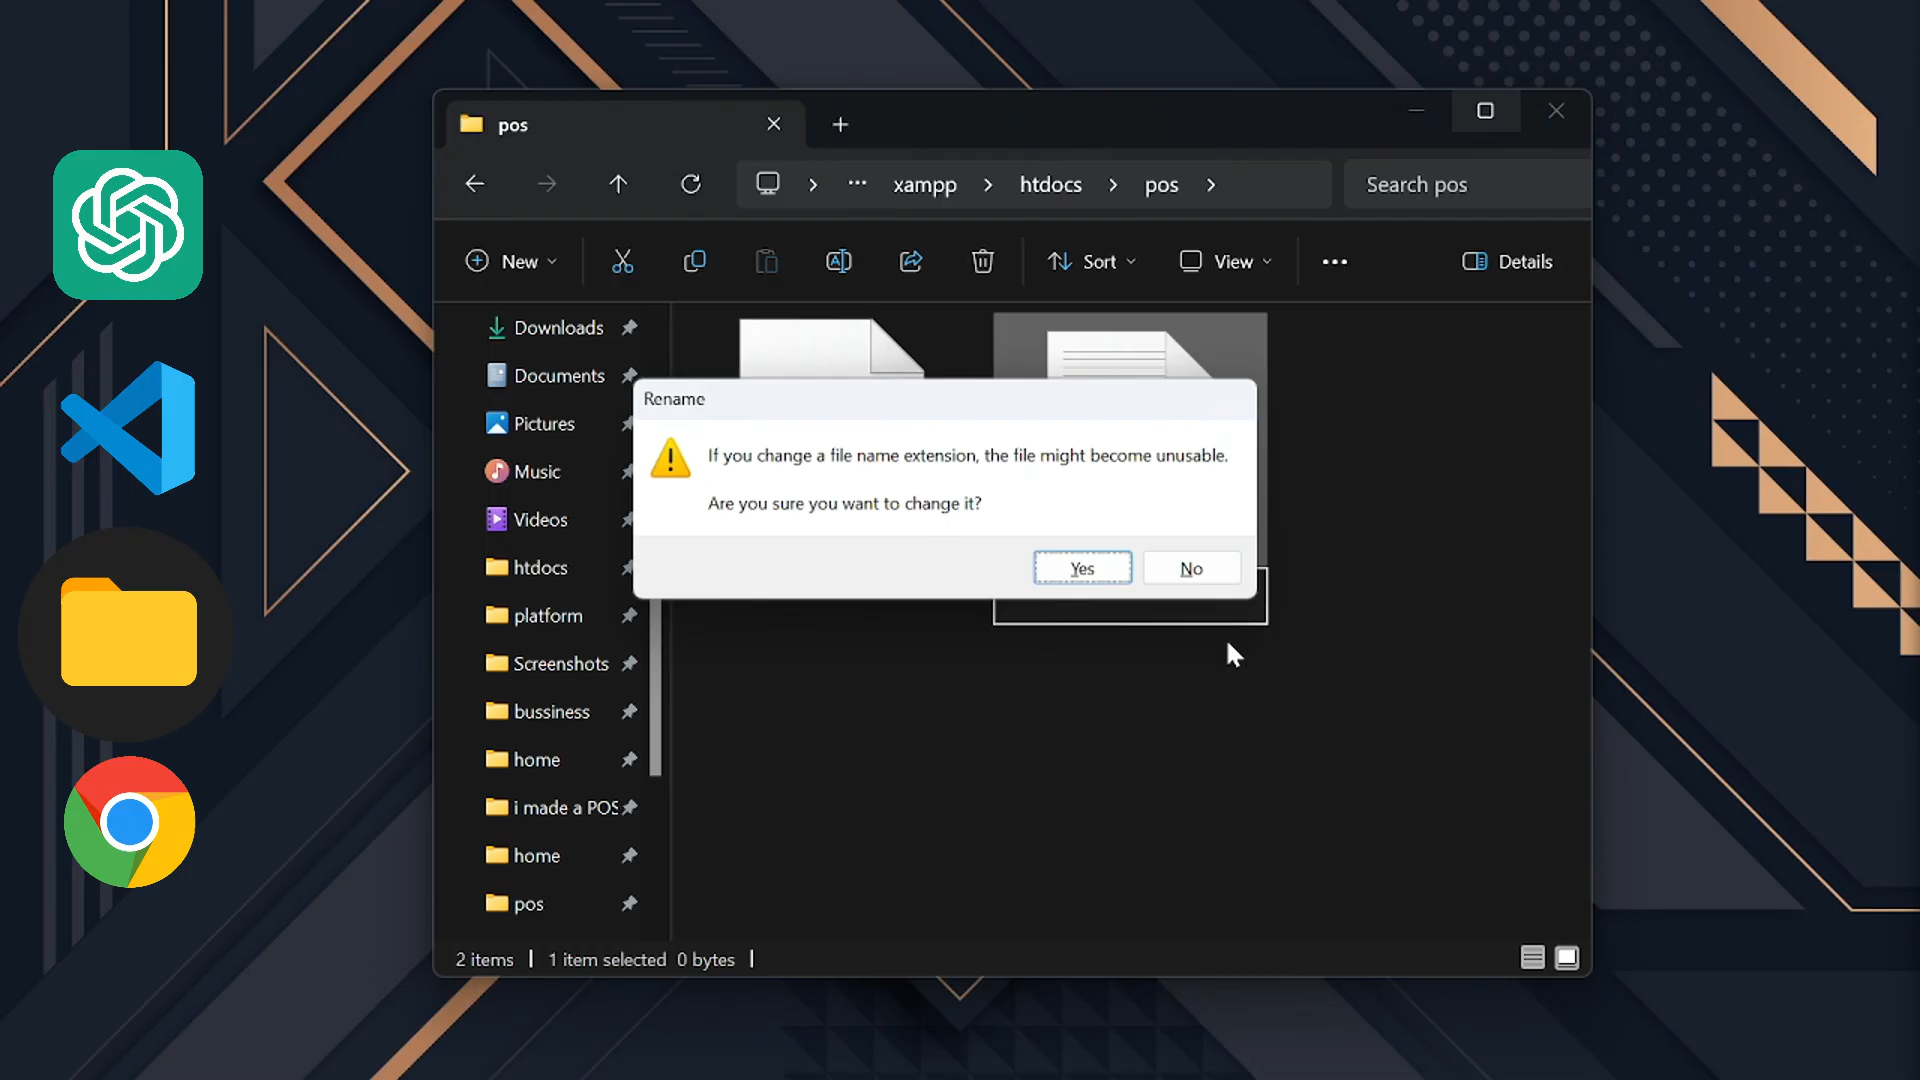 pos
xampp
htdocs
pos
Search pos
New
Sort
View
Details
Downloads
Documents
Pictures
Music
Videos
htdocs
platform
Screenshots
bussiness
home
i made a POS
home
pos
Rename
If you change a file name extension, the file might become unusable.
Are you sure you want to change it?
Yes
No
2 items
1 item selected 0 bytes